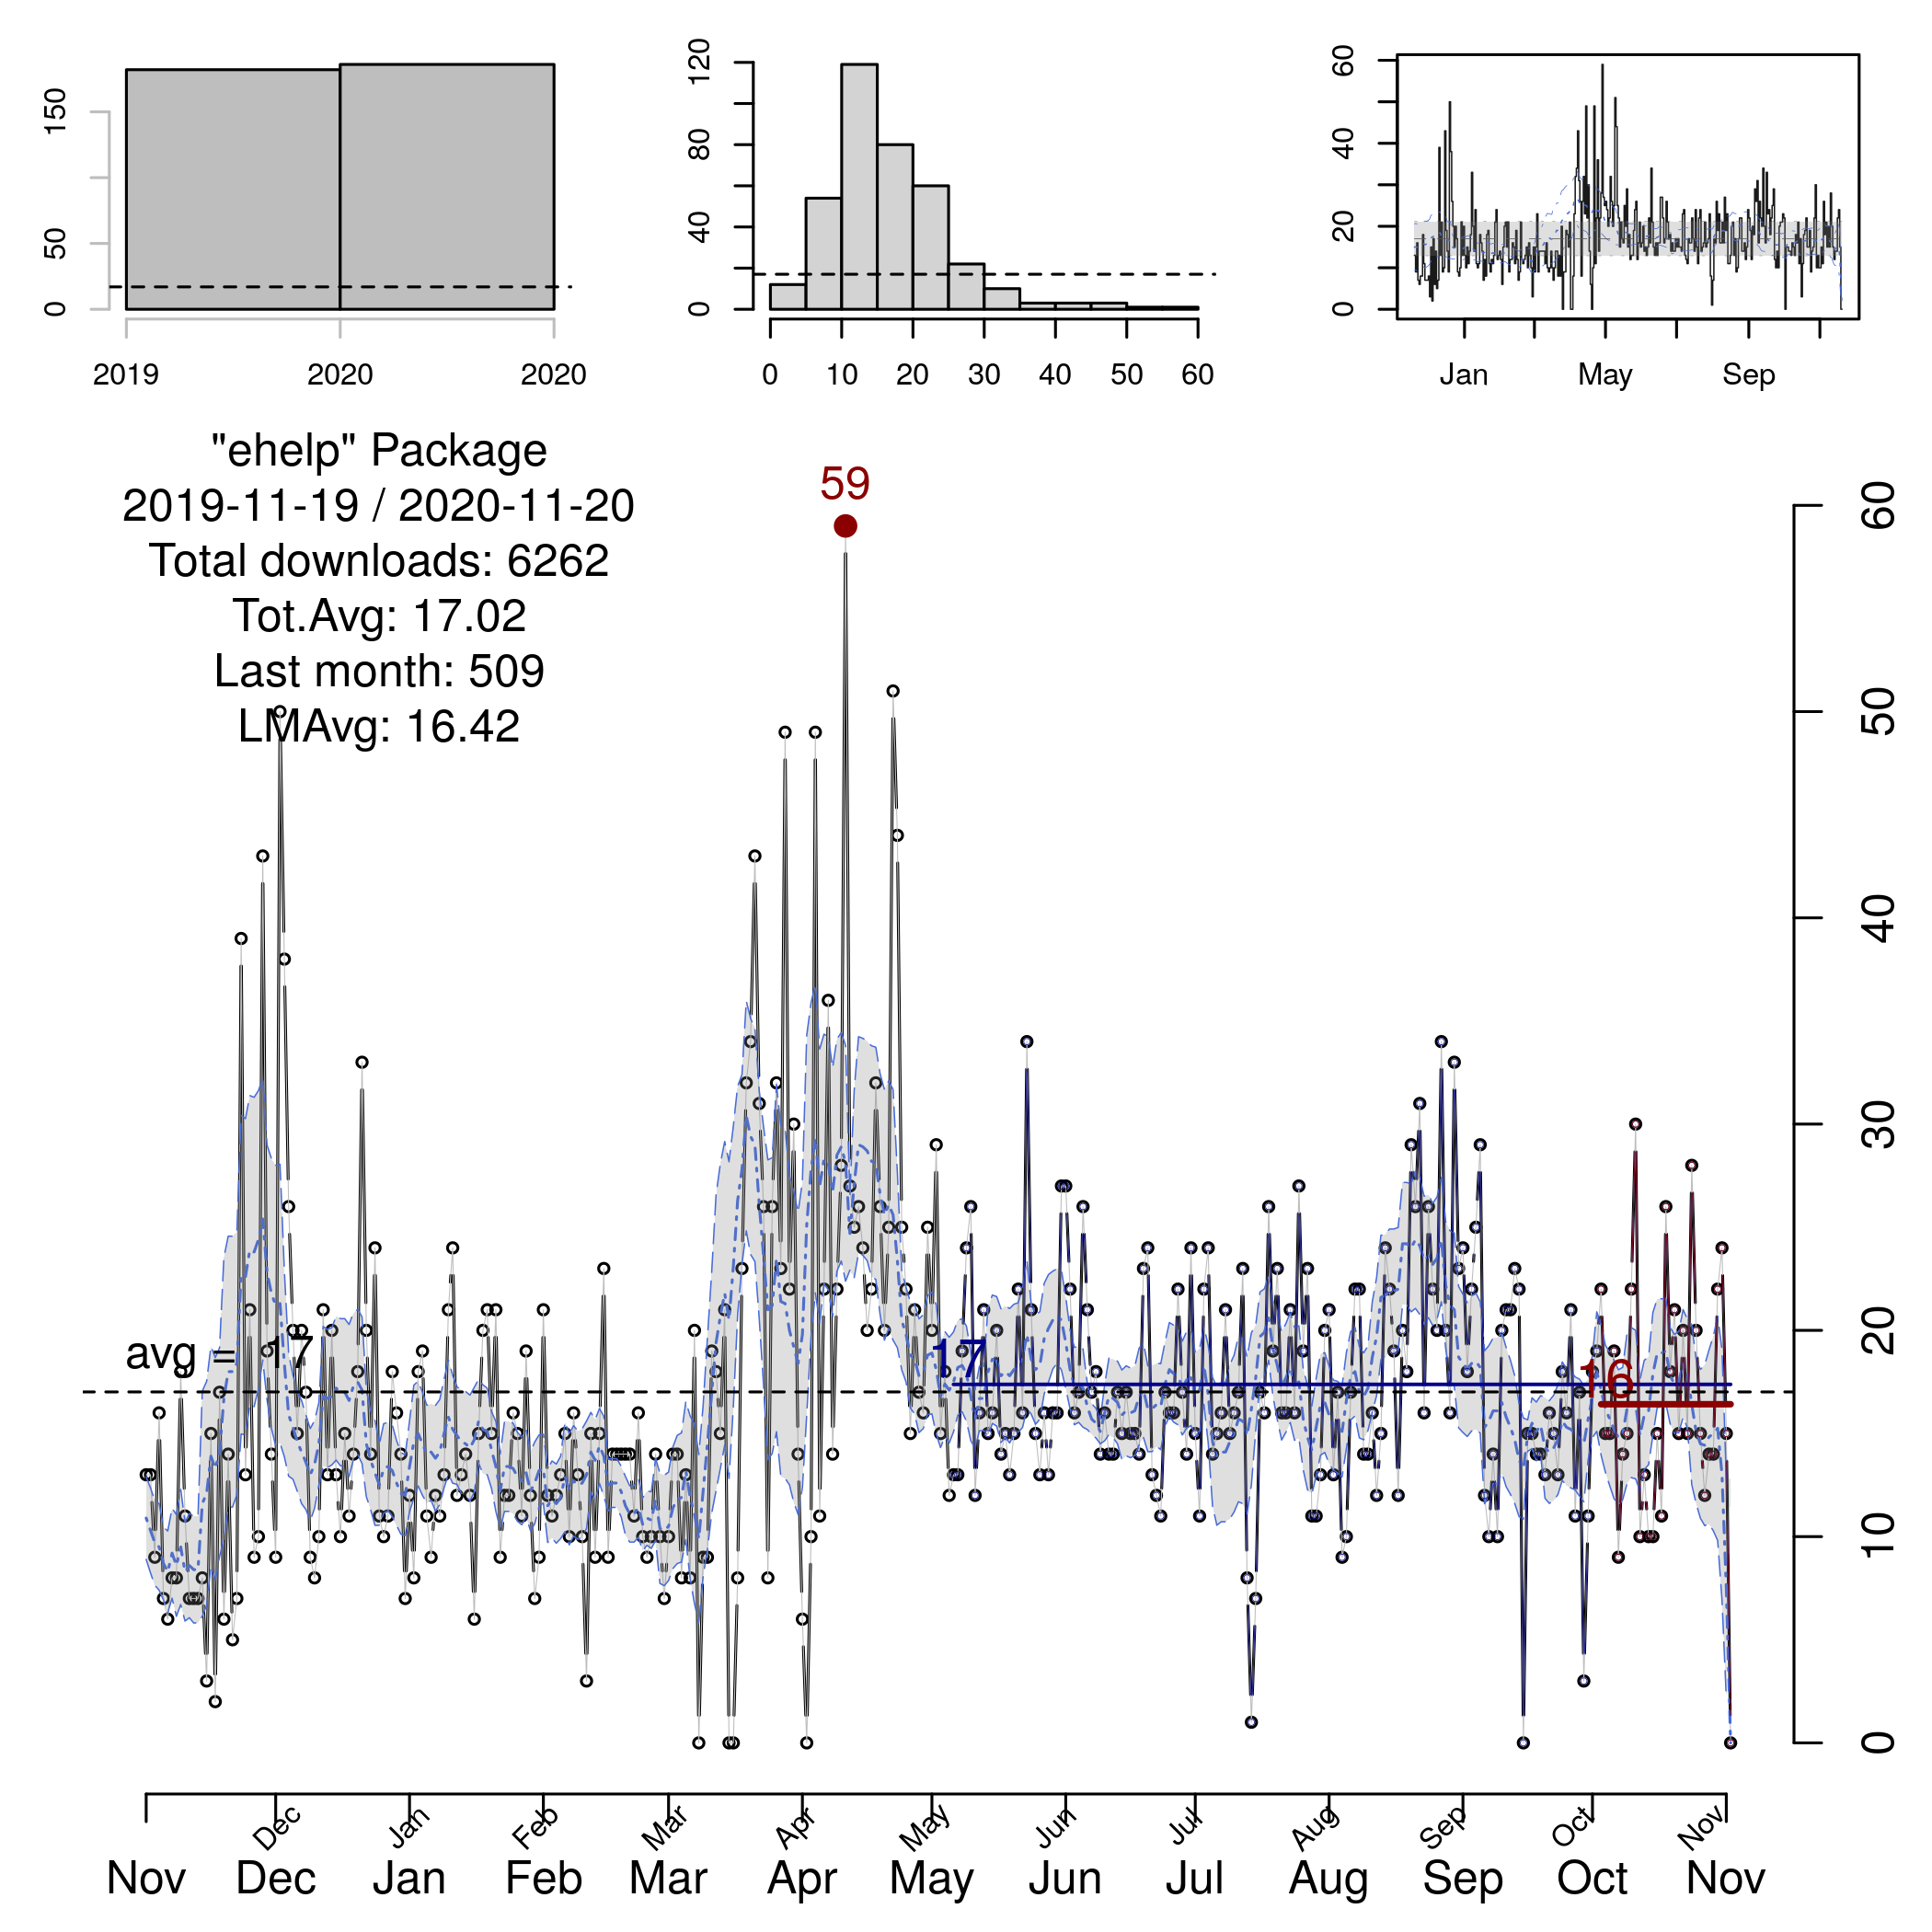 0 50 150
2019 2020 2020
0 40 80 120
0 10 20 30 40 50 60
0 20 40 60
Jan May Sep
"ehelp" Package
2019-11-19 / 2020-11-20
Total downloads: 6262
Tot.Avg: 17.02
Last month: 509
LMAvg: 16.42
59
avg = 17
17
16
0 10 20 30 40 50 60
Dec Jan Feb Mar Apr May Jun Jul Aug Sep Oct Nov
Nov Dec Jan Feb Mar Apr May Jun Jul Aug Sep Oct Nov